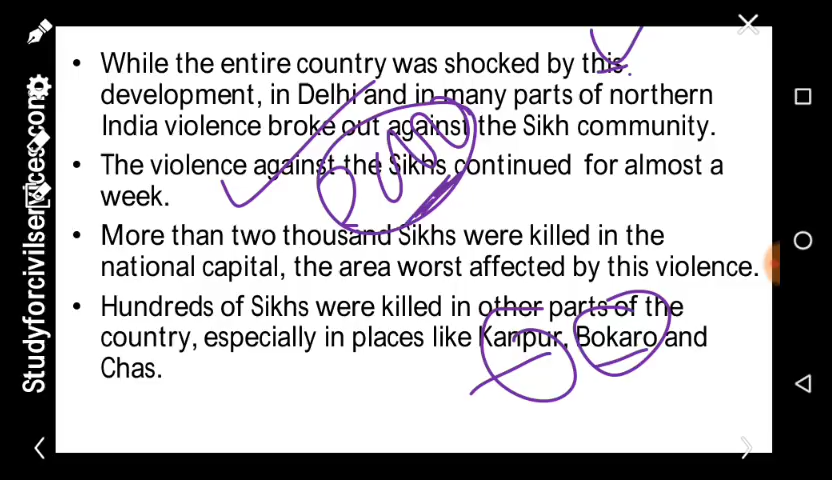 • While the entire country was shocked by this
development, in Delhi and in many parts of northern
India violence broke out against the Sikh community.
• The violence against the Sikhs continued for almost a
week.
• More than two thousand Sikhs were killed in the
national capital, the area worst affected by this violence.
• Hundreds of Sikhs were killed in other parts of the
country, especially in places like Kanpur, Bokaro and
Chas.
2000
Studyforcivilservices.com